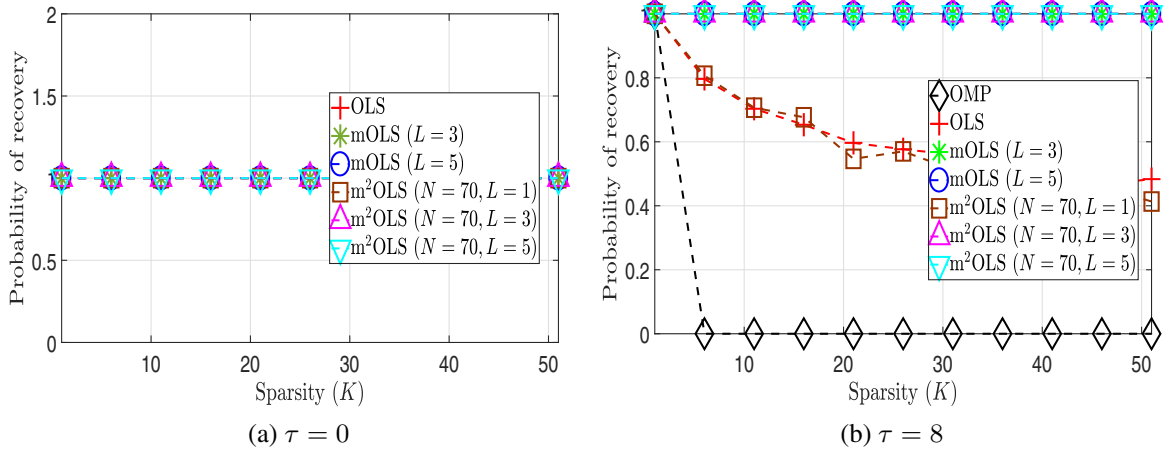 2
1.5
1
0.5
0
Probability of recovery
10
20
30
40
50
Sparsity (K)
OLS
mOLS (L = 3)
mOLS (L = 5)
m²OLS (N = 70, L = 1)
m²OLS (N = 70, L = 3)
m²OLS (N = 70, L = 5)
(a) τ = 0
0.8
0.6
0.4
0.2
0
Probability of recovery
10
20
30
40
50
Sparsity (K)
OMP
OLS
mOLS (L = 3)
mOLS (L = 5)
m²OLS (N = 70, L = 1)
m²OLS (N = 70, L = 3)
m²OLS (N = 70, L = 5)
(b) τ = 8